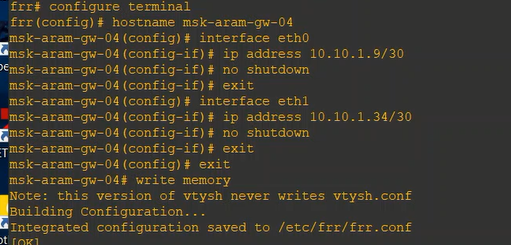 frr# configure terminal
frr(config)# hostname msk-aram-gw-04
msk-aram-gw-04(config)# interface eth0
msk-aram-gw-04(config-if)# ip address 10.10.1.9/30
msk-aram-gw-04(config-if)# no shutdown
msk-aram-gw-04(config-if)# exit
msk-aram-gw-04(config)# interface eth1
msk-aram-gw-04(config-if)# ip address 10.10.1.34/30
msk-aram-gw-04(config-if)# no shutdown
msk-aram-gw-04(config-if)# exit
msk-aram-gw-04(config)# exit
msk-aram-gw-04# write memory
Note: this version of vtysh never writes vtysh.conf
Building Configuration...
Integrated configuration saved to /etc/frr/frr.conf
[OK]